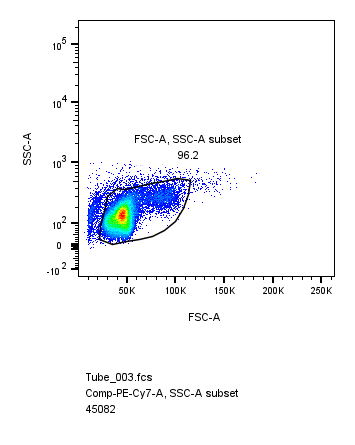 10^5
10^4
10^3
10^2
0
-10^2
SSC-A
FSC-A, SSC-A subset
96.2
50K 100K 150K 200K 250K
FSC-A
Tube_003.fcs
Comp-PE-Cy7-A, SSC-A subset
45082